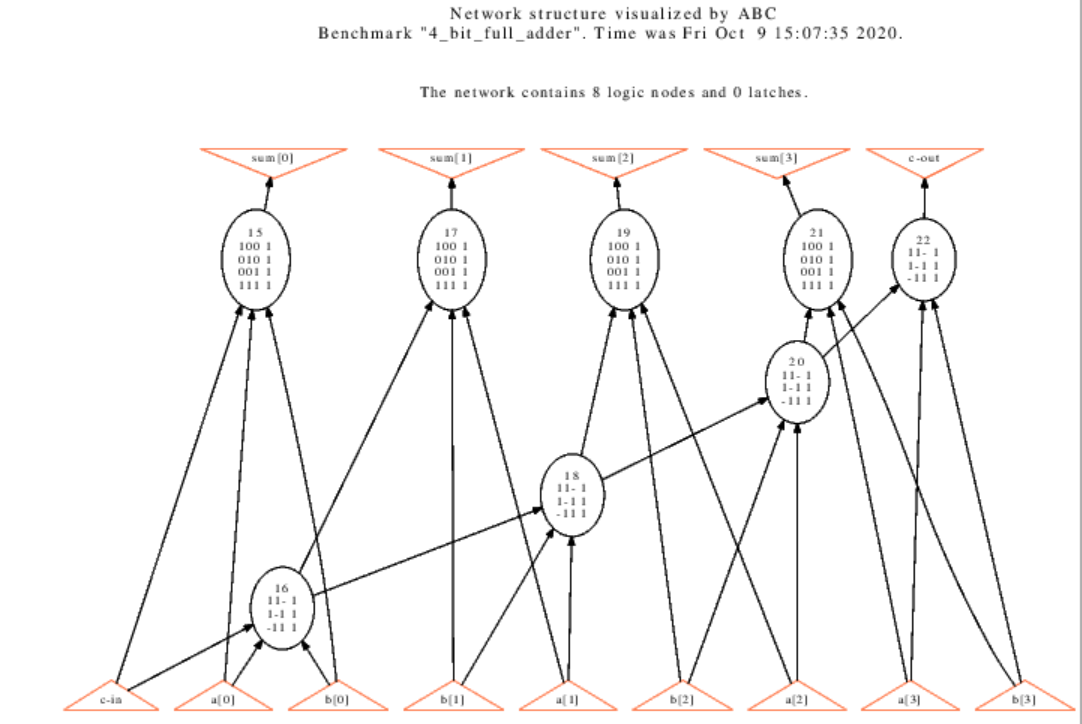 Network structure visualized by ABC
Benchmark "4_bit_full_adder". Time was Fri Oct  9 15:07:35 2020.
The network contains 8 logic nodes and 0 latches.
sum[0]
sum[1]
sum[2]
sum[3]
c-out
15
100 1
010 1
001 1
111 1
17
100 1
010 1
001 1
111 1
19
100 1
010 1
001 1
111 1
21
100 1
010 1
001 1
111 1
22
11- 1
1-1 1
-11 1
20
11- 1
1-1 1
-11 1
18
11- 1
1-1 1
-11 1
16
11- 1
1-1 1
-11 1
c-in
a[0]
b[0]
b[1]
a[1]
b[2]
a[2]
a[3]
b[3]